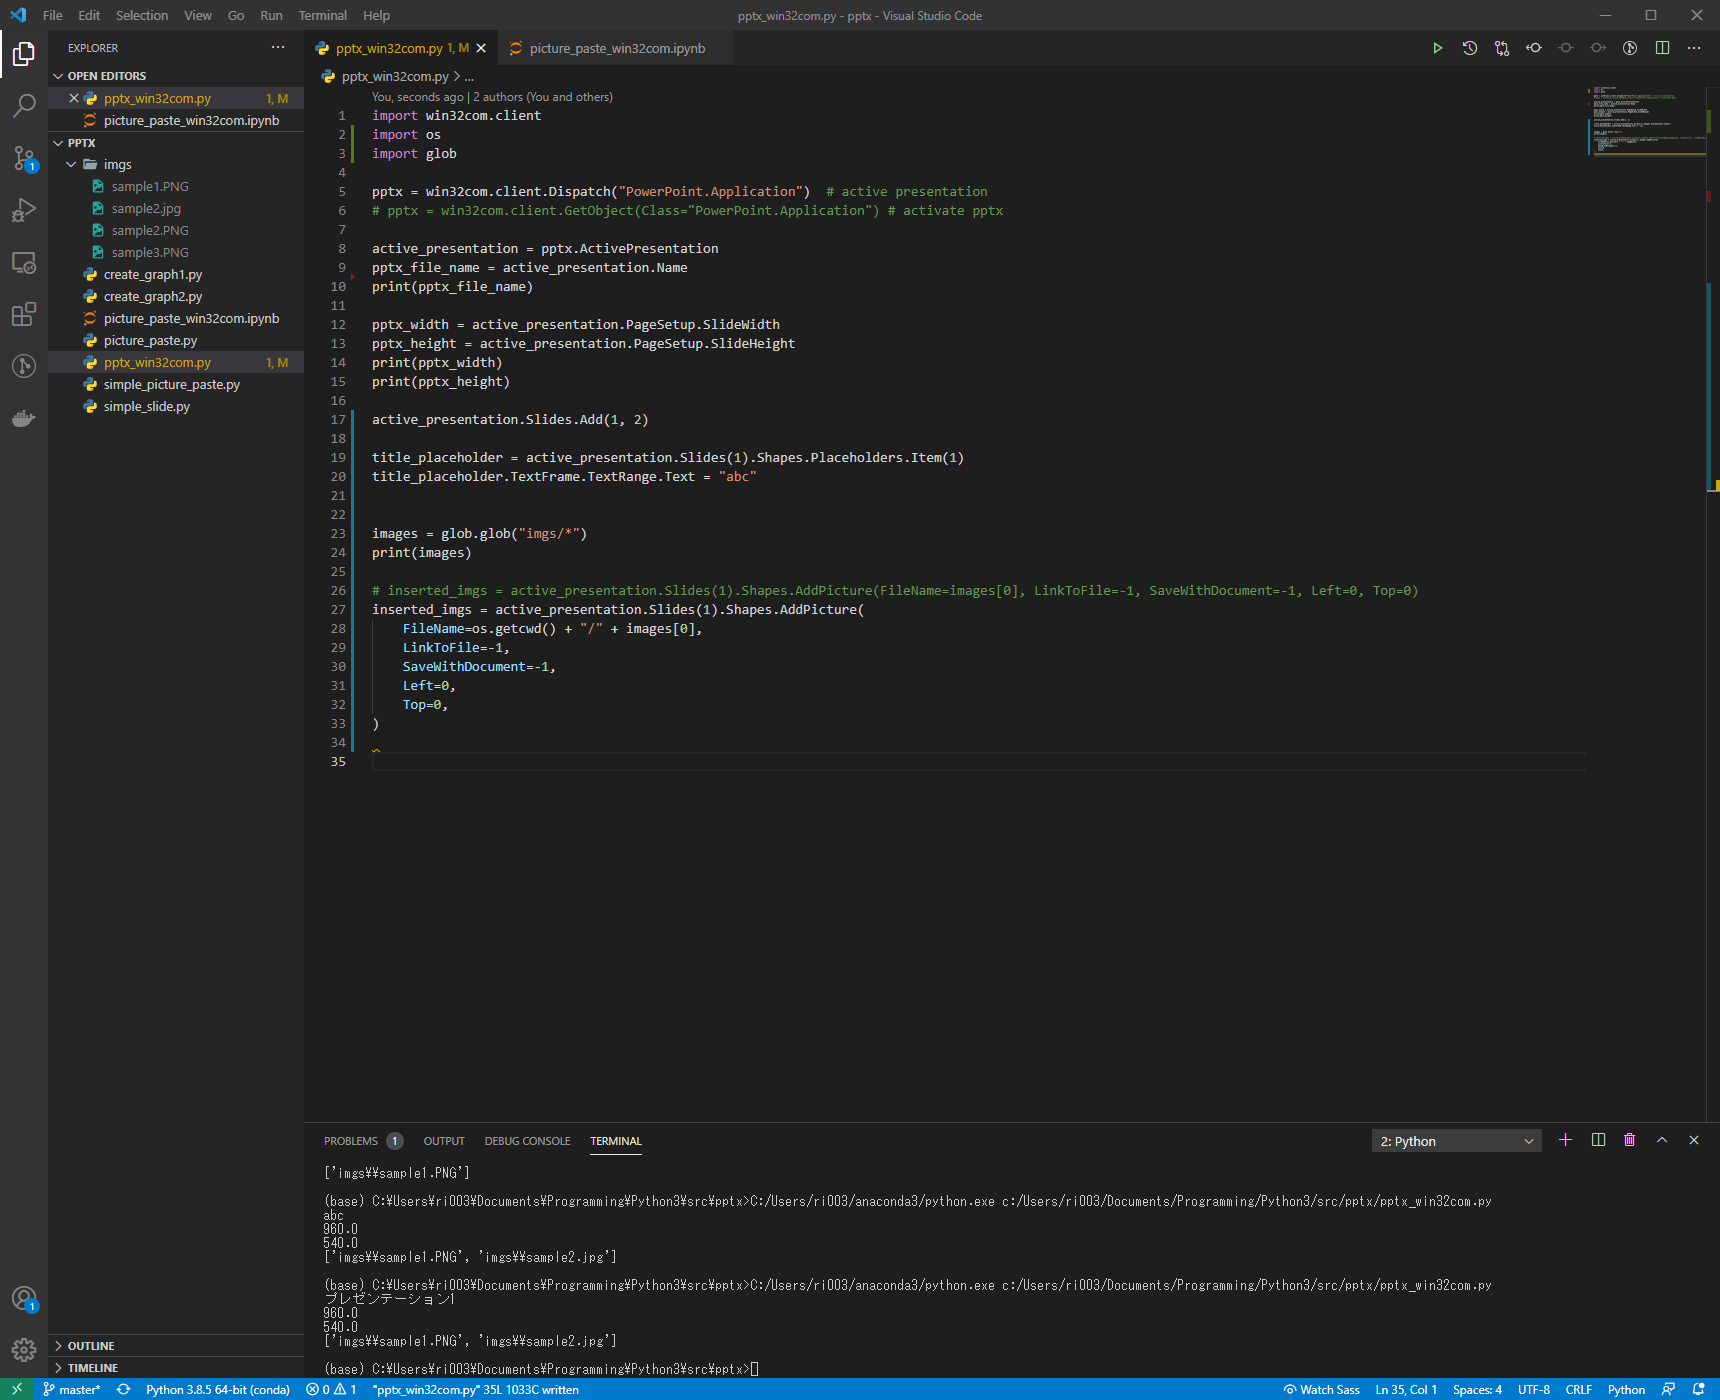 File Edit Selection View Go Run Terminal Help
pptx_win32com.py - pptx - Visual Studio Code
EXPLORER
OPEN EDITORS
pptx_win32com.py 1, M
picture_paste_win32com.ipynb
PPTX
imgs
sample1.PNG
sample2.jpg
sample2.PNG
sample3.PNG
create_graph1.py
create_graph2.py
picture_paste_win32com.ipynb
picture_paste.py
pptx_win32com.py 1, M
simple_picture_paste.py
simple_slide.py
OUTLINE
TIMELINE
1
1
pptx_win32com.py 1, M
picture_paste_win32com.ipynb
pptx_win32com.py > ...
You, seconds ago | 2 authors (You and others)
1 import win32com.client
2 import os
3 import glob
4
5 pptx = win32com.client.Dispatch("PowerPoint.Application")  # active presentation
6 # pptx = win32com.client.GetObject(Class="PowerPoint.Application") # activate pptx
7
8 active_presentation = pptx.ActivePresentation
9 pptx_file_name = active_presentation.Name
10 print(pptx_file_name)
11
12 pptx_width = active_presentation.PageSetup.SlideWidth
13 pptx_height = active_presentation.PageSetup.SlideHeight
14 print(pptx_width)
15 print(pptx_height)
16
17 active_presentation.Slides.Add(1, 2)
18
19 title_placeholder = active_presentation.Slides(1).Shapes.Placeholders.Item(1)
20 title_placeholder.TextFrame.TextRange.Text = "abc"
21
22
23 images = glob.glob("imgs/*")
24 print(images)
25
26 # inserted_imgs = active_presentation.Slides(1).Shapes.AddPicture(FileName=images[0], LinkToFile=-1, SaveWithDocument=-1, Left=0, Top=0)
27 inserted_imgs = active_presentation.Slides(1).Shapes.AddPicture(
28     FileName=os.getcwd() + "/" + images[0],
29     LinkToFile=-1,
30     SaveWithDocument=-1,
31     Left=0,
32     Top=0,
33 )
34
35
PROBLEMS 1 OUTPUT DEBUG CONSOLE TERMINAL
2: Python
['imgs¥¥sample1.PNG']
(base) C:¥Users¥ri003¥Documents¥Programming¥Python3¥src¥pptx>C:/Users/ri003/anaconda3/python.exe c:/Users/ri003/Documents/Programming/Python3/src/pptx/pptx_win32com.py
abc
960.0
540.0
['imgs¥¥sample1.PNG', 'imgs¥¥sample2.jpg']
(base) C:¥Users¥ri003¥Documents¥Programming¥Python3¥src¥pptx>C:/Users/ri003/anaconda3/python.exe c:/Users/ri003/Documents/Programming/Python3/src/pptx/pptx_win32com.py
プレゼンテーション1
960.0
540.0
['imgs¥¥sample1.PNG', 'imgs¥¥sample2.jpg']
(base) C:¥Users¥ri003¥Documents¥Programming¥Python3¥src¥pptx>
master* Python 3.8.5 64-bit (conda) 0 1 "pptx_win32com.py" 35L 1033C written
Watch Sass Ln 35, Col 1 Spaces: 4 UTF-8 CRLF Python